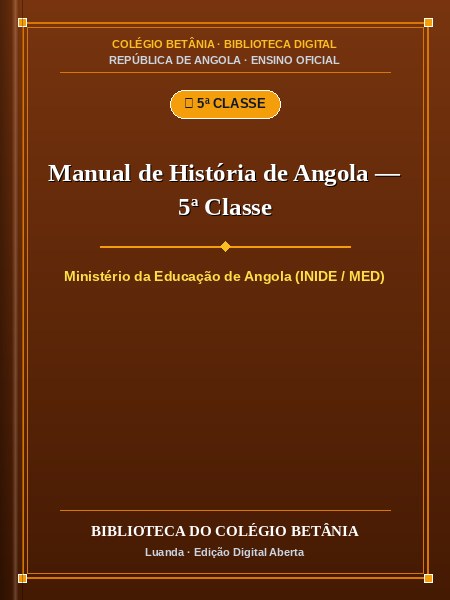 COLÉGIO BETÂNIA · BIBLIOTECA DIGITAL
REPÚBLICA DE ANGOLA · ENSINO OFICIAL
5ª CLASSE
Manual de História de Angola —
5ª Classe
Ministério da Educação de Angola (INIDE / MED)
BIBLIOTECA DO COLÉGIO BETÂNIA
Luanda · Edição Digital Aberta